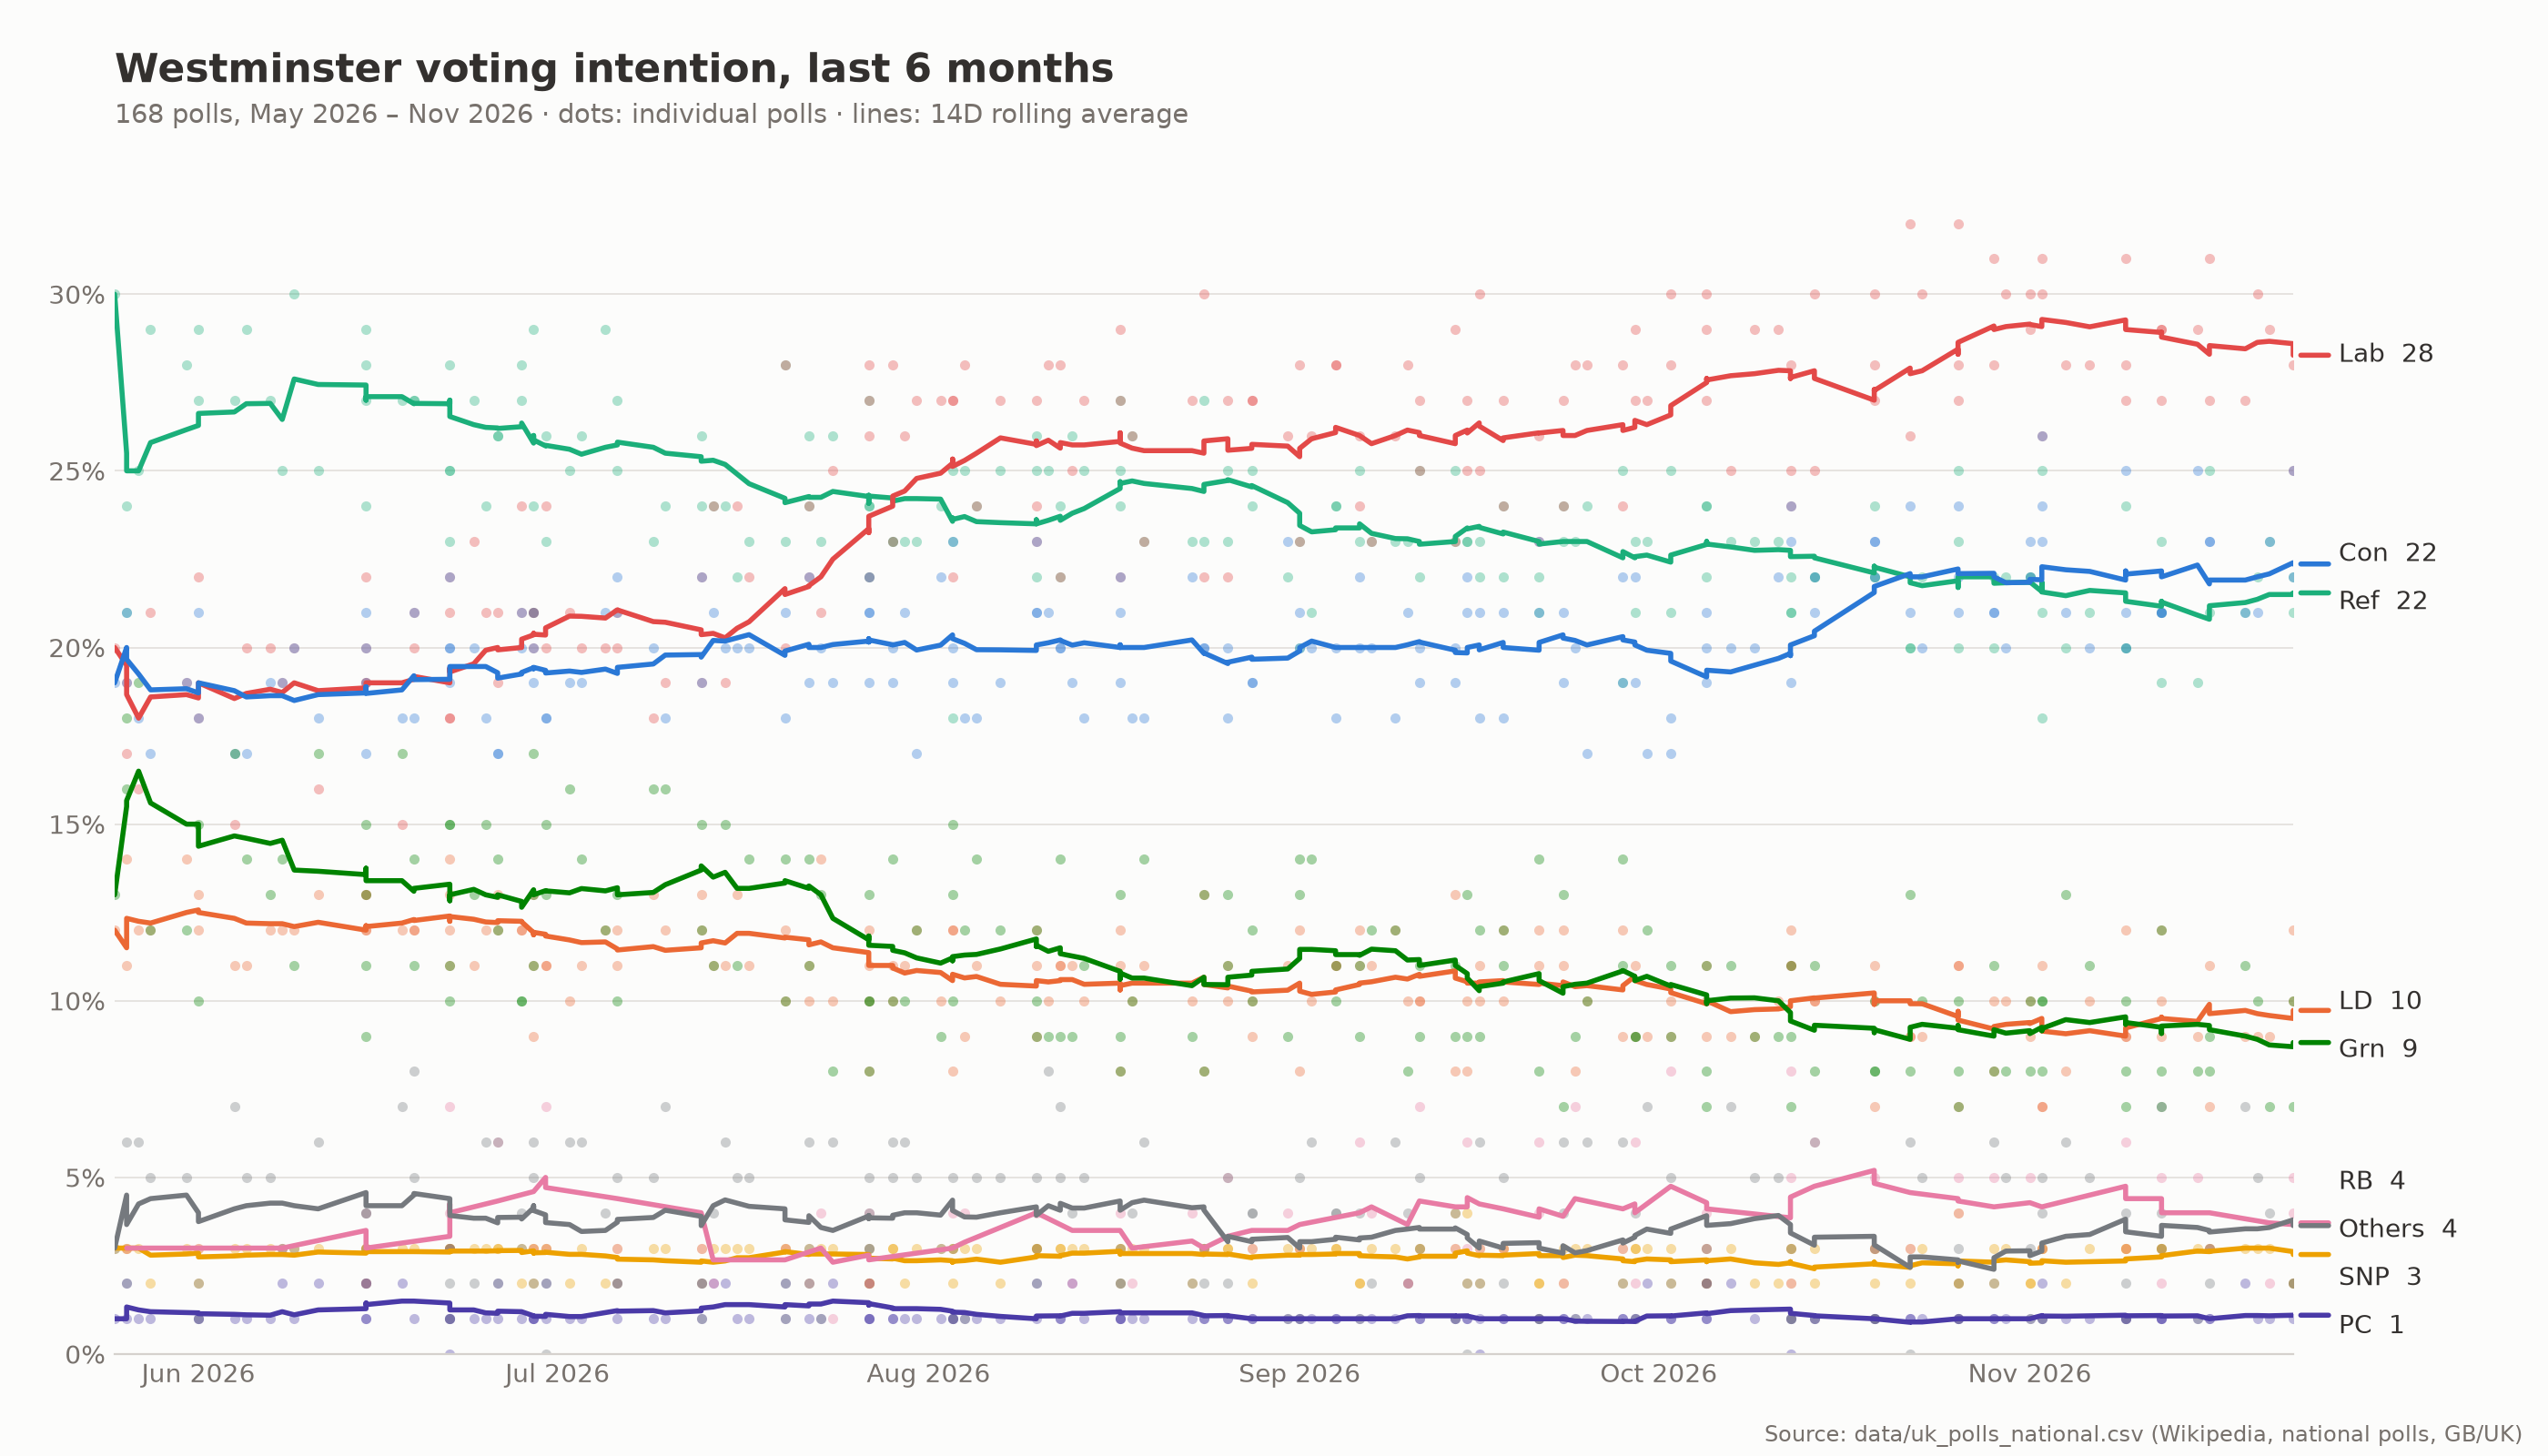 Westminster voting intention, last 6 months
168 polls, May 2026 – Nov 2026 · dots: individual polls · lines: 14D rolling average
30%
25%
20%
15%
10%
5%
0%
Lab 28
Con 22
Ref 22
LD 10
Grn 9
RB 4
Others 4
SNP 3
PC 1
Jun 2026
Jul 2026
Aug 2026
Sep 2026
Oct 2026
Nov 2026
Source: data/uk_polls_national.csv (Wikipedia, national polls, GB/UK)